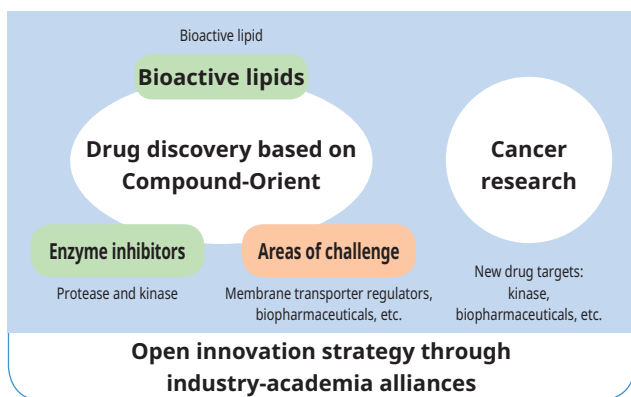 Bioactive lipid
Bioactive lipids
Drug discovery based on
Compound-Orient
Enzyme inhibitors
Protease and kinase
Areas of challenge
Membrane transporter regulators,
biopharmaceuticals, etc.
Cancer
research
New drug targets:
kinase,
biopharmaceuticals, etc.
Open innovation strategy through
industry-academia alliances